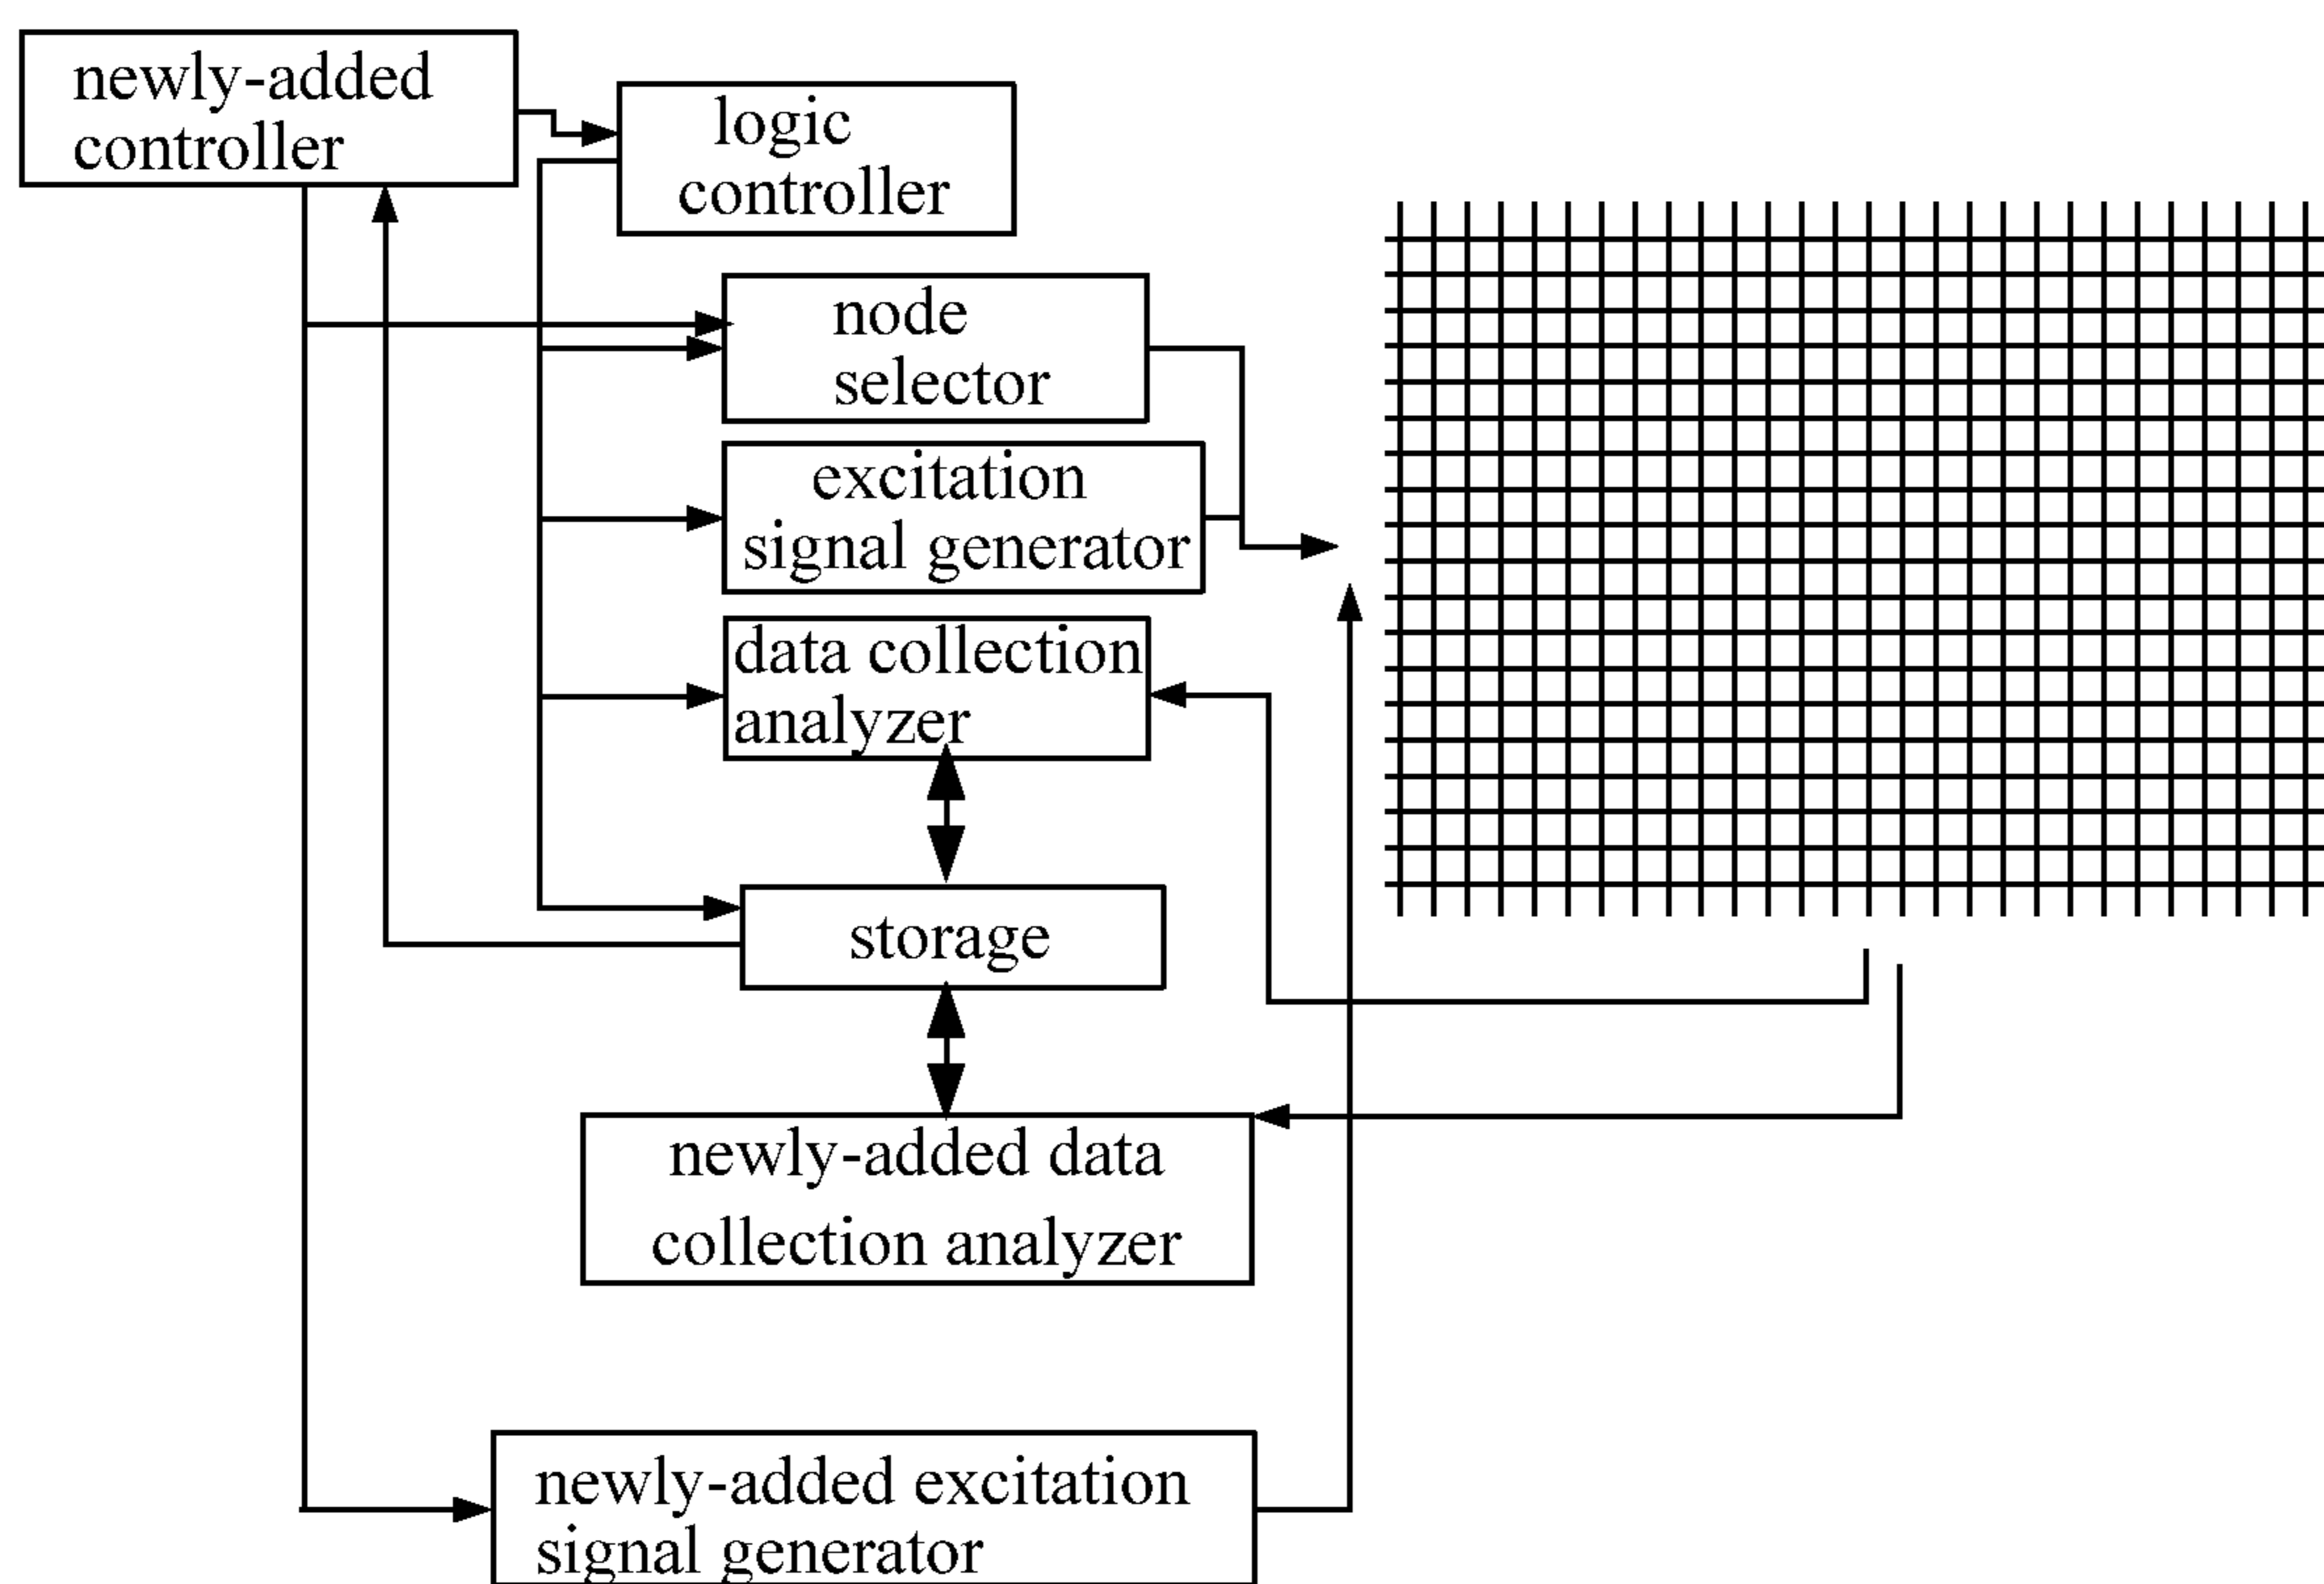 newly-added
controller
logic
controller
node
selector
excitation
signal generator
data collection
analyzer
storage
newly-added data
collection analyzer
newly-added excitation
signal generator